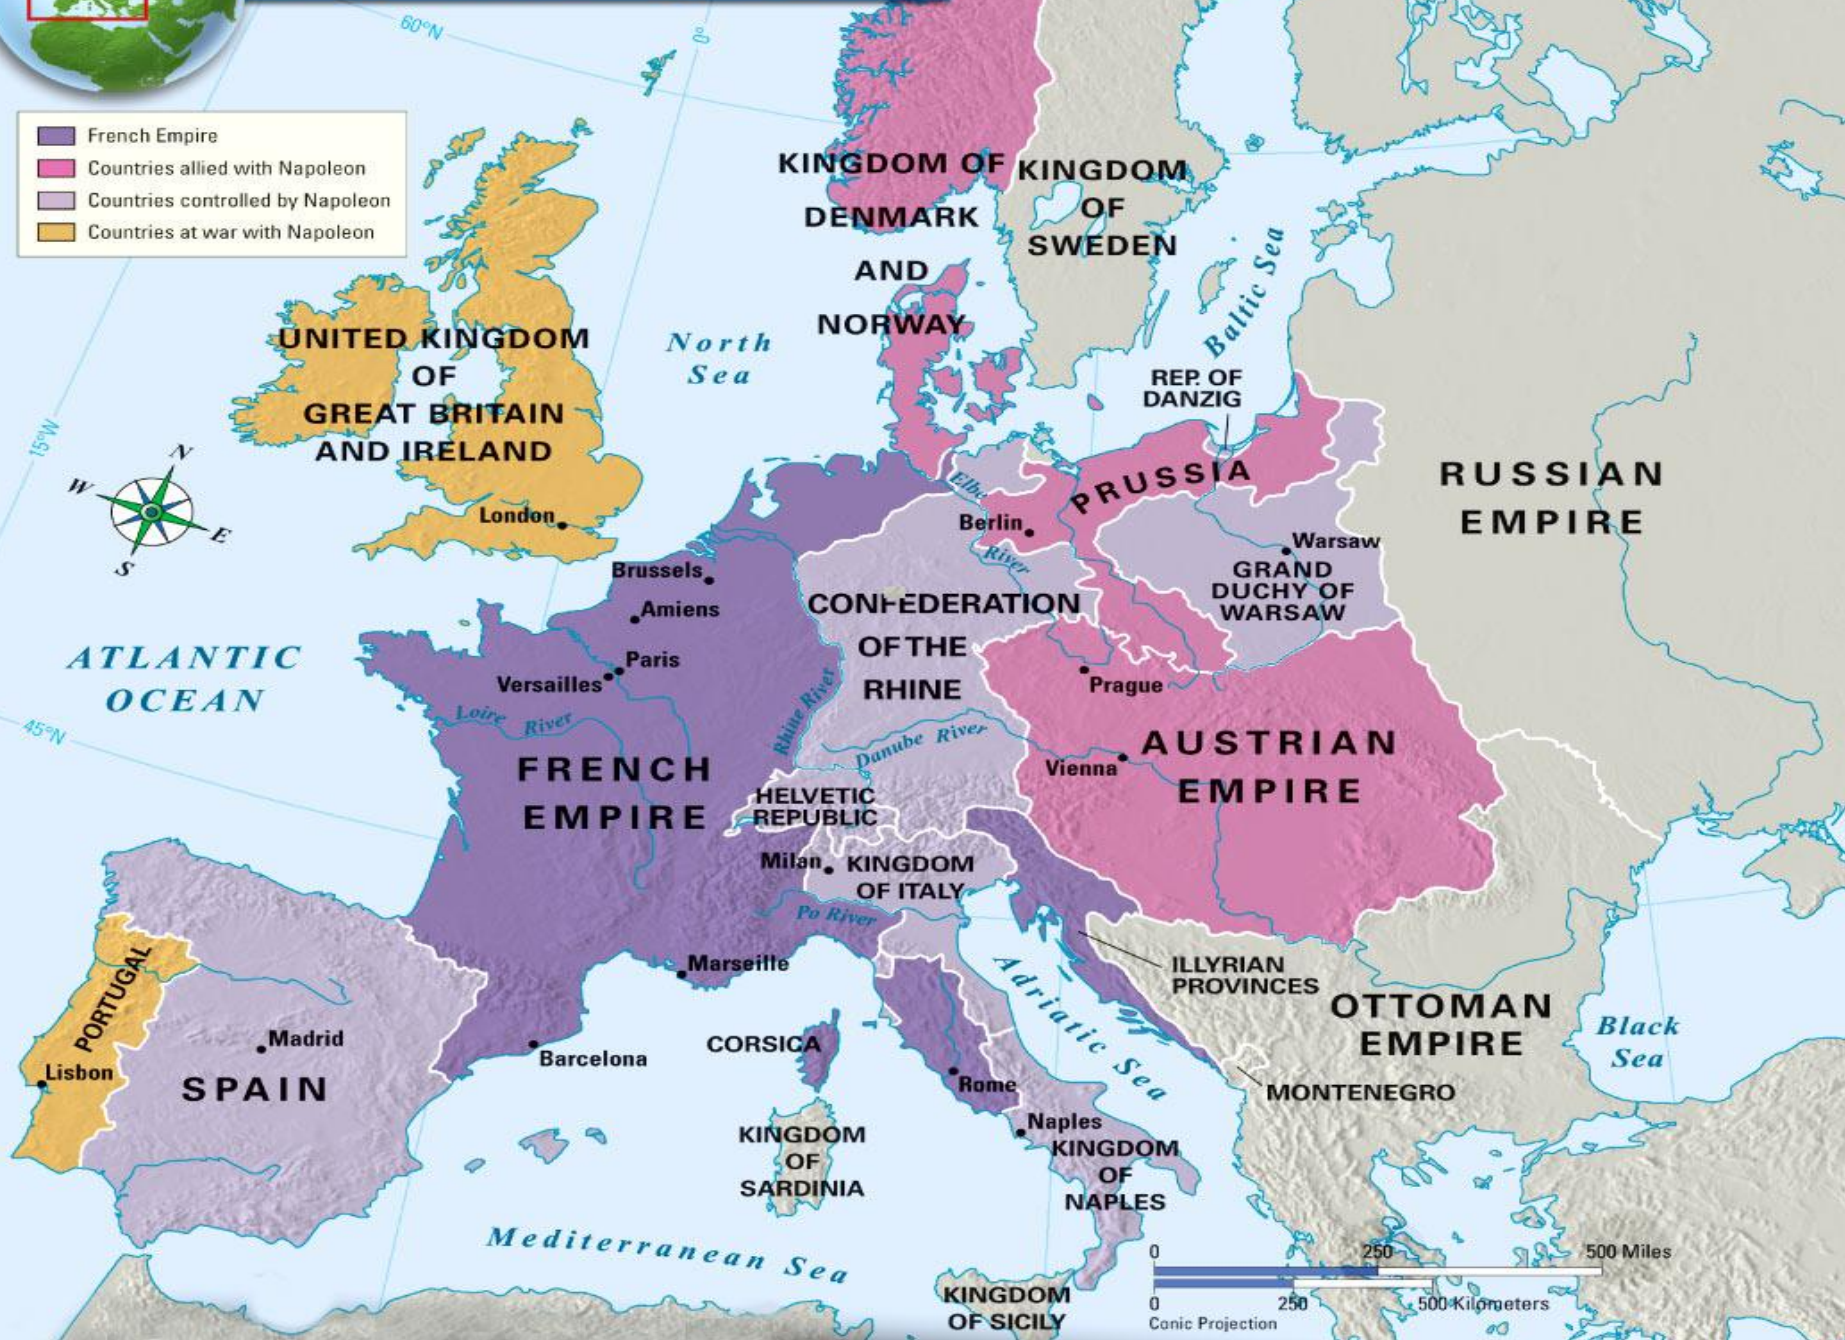 60°N
0°
French Empire
Countries allied with Napoleon
Countries controlled by Napoleon
Countries at war with Napoleon
KINGDOM OF
DENMARK
AND
NORWAY
KINGDOM
OF
SWEDEN
Baltic Sea
UNITED KINGDOM
OF
GREAT BRITAIN
AND IRELAND
North
Sea
REP. OF
DANZIG
15°W
N
W
E
S
London
Elbe
River
Berlin
PRUSSIA
RUSSIAN
EMPIRE
Warsaw
GRAND
DUCHY OF
WARSAW
Brussels
Amiens
CONFEDERATION
OF THE
RHINE
ATLANTIC
OCEAN
Paris
Versailles
Prague
Loire River
Rhine River
Danube River
45°N
FRENCH
EMPIRE
Vienna
AUSTRIAN
EMPIRE
HELVETIC
REPUBLIC
Milan
KINGDOM
OF ITALY
Po River
PORTUGAL
Marseille
Adriatic Sea
ILLYRIAN
PROVINCES
OTTOMAN
EMPIRE
Black
Sea
Madrid
Barcelona
CORSICA
Lisbon
SPAIN
Rome
MONTENEGRO
Naples
KINGDOM
OF
NAPLES
KINGDOM
OF
SARDINIA
Mediterranean Sea
KINGDOM
OF SICILY
0 250 500 Miles
0 250 500 Kilometers
Conic Projection